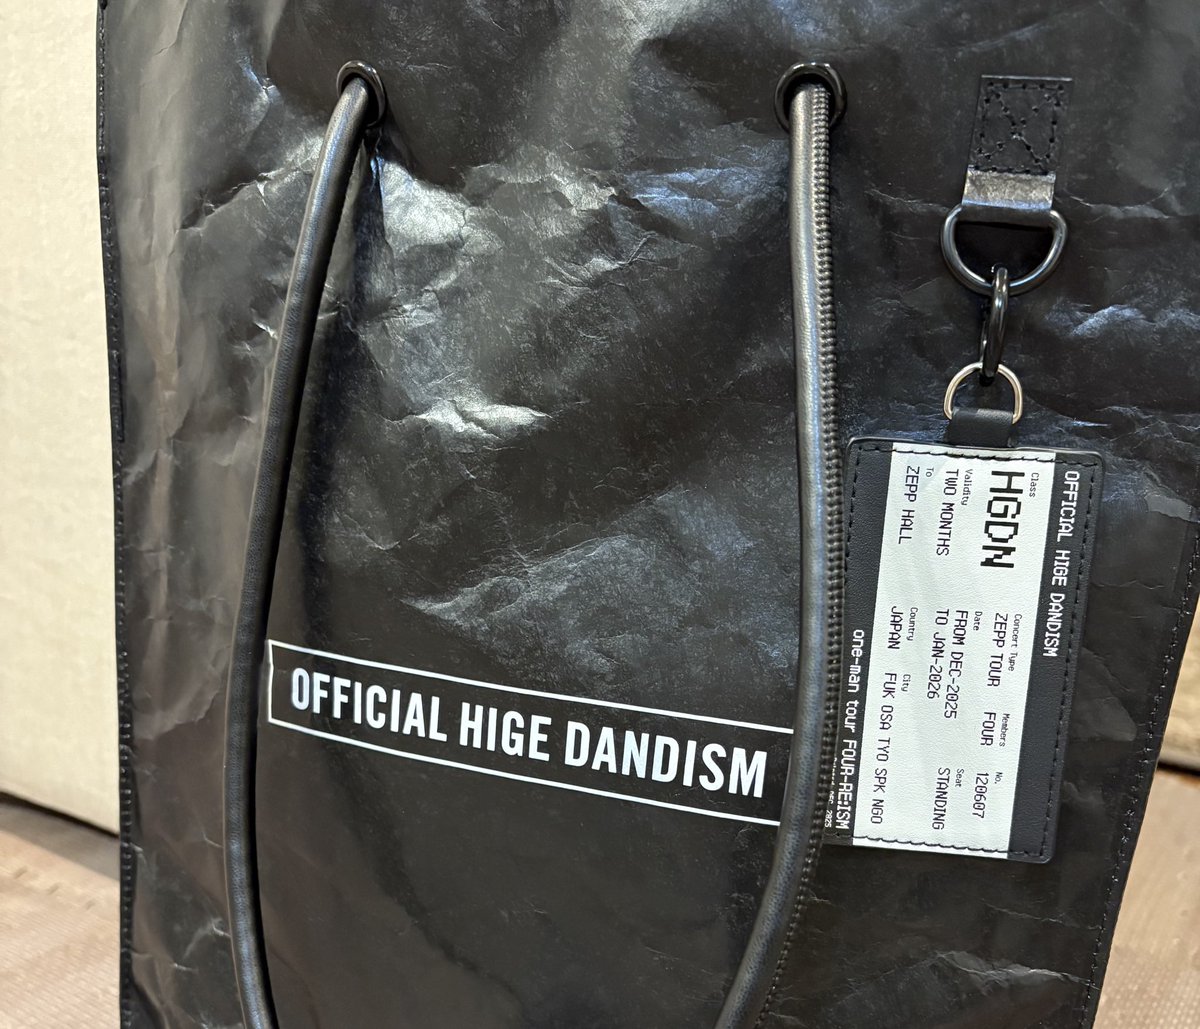 OFFICIAL HIGE DANDISM
OFFICIAL HIGE DANDISM
Class
HGDN
Concert Type
ZEPP TOUR
Members
FOUR
No.
120607
Validity
TWO MONTHS
Date
FROM DEC-2025
TO JAN-2026
Seat
STANDING
To
ZEPP HALL
Country
JAPAN
City
FUK OSA TYO SPK NGO
one-man tour FOUR-RE:ISM